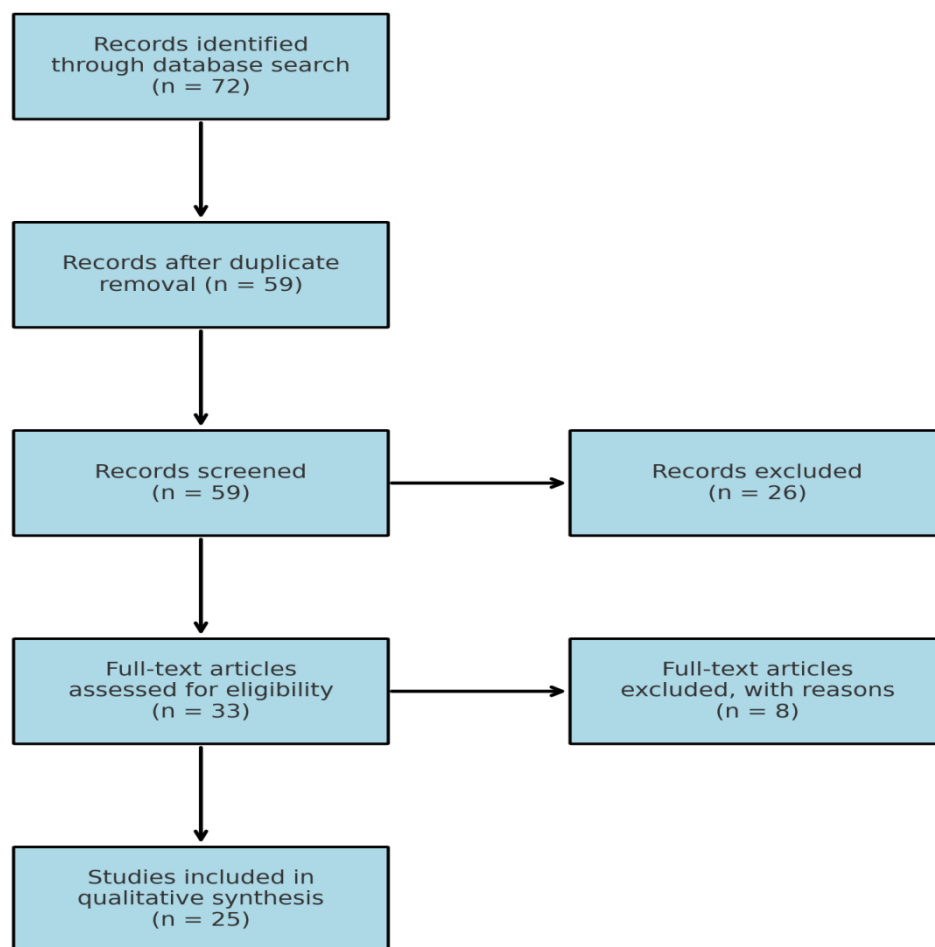 Records identified
through database search
(n = 72)
Records after duplicate
removal (n = 59)
Records screened
(n = 59)
Records excluded
(n = 26)
Full-text articles
assessed for eligibility
(n = 33)
Full-text articles
excluded, with reasons
(n = 8)
Studies included in
qualitative synthesis
(n = 25)